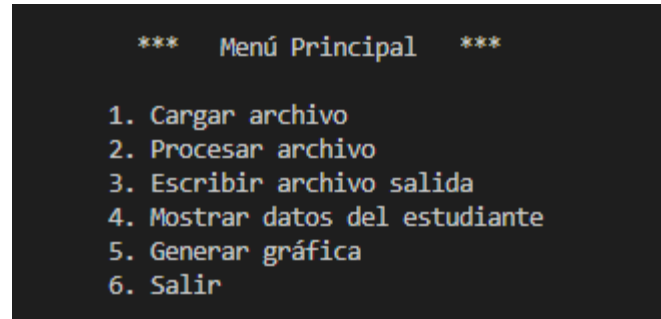 *** Menú Principal ***
1. Cargar archivo
2. Procesar archivo
3. Escribir archivo salida
4. Mostrar datos del estudiante
5. Generar gráfica
6. Salir